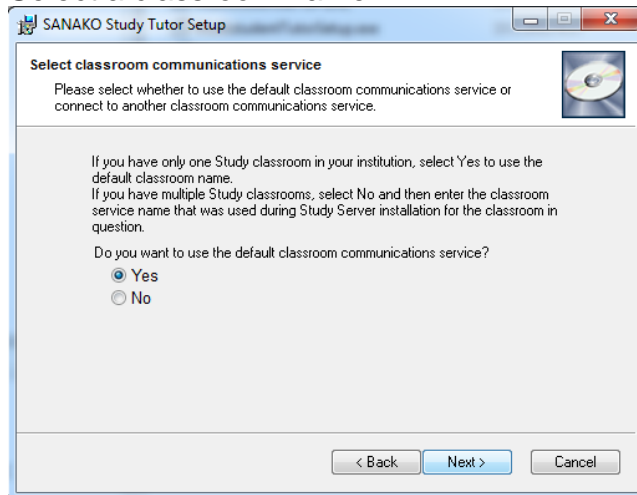 SANAKO Study Tutor Setup
Select classroom communications service
Please select whether to use the default classroom communications service or
connect to another classroom communications service.
If you have only one Study classroom in your institution, select Yes to use the
default classroom name.
If you have multiple Study classrooms, select No and then enter the classroom
service name that was used during Study Server installation for the classroom in
question.
Do you want to use the default classroom communications service?
Yes
No
< Back Next > Cancel